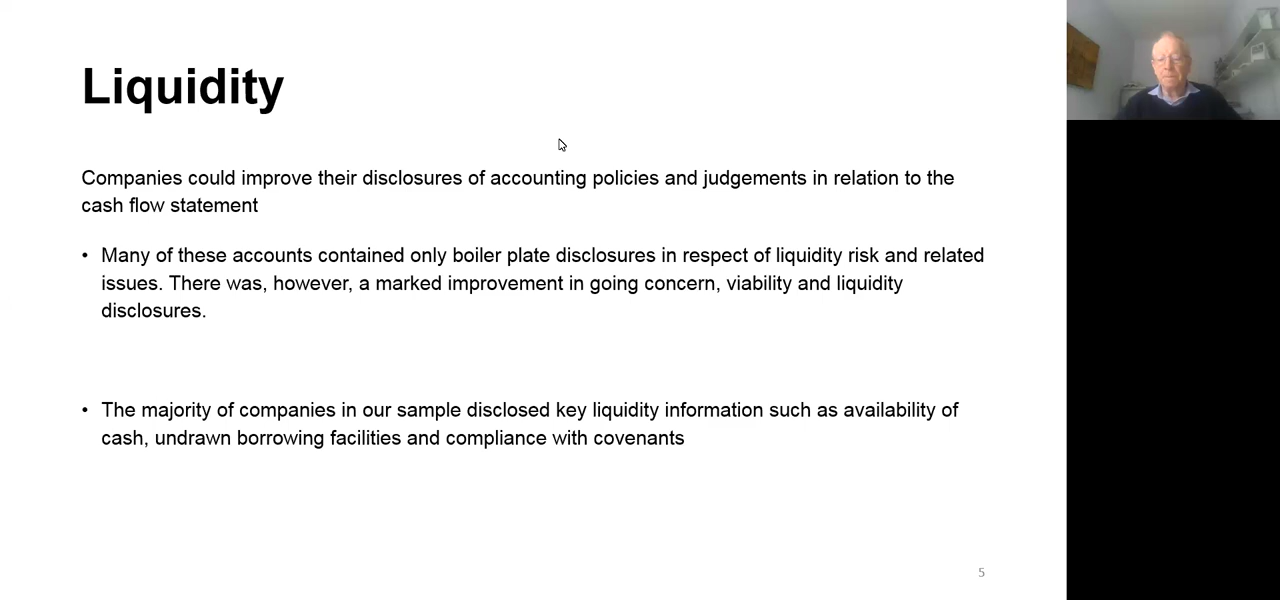 Liquidity
Companies could improve their disclosures of accounting policies and judgements in relation to the
cash flow statement
• Many of these accounts contained only boiler plate disclosures in respect of liquidity risk and related
issues. There was, however, a marked improvement in going concern, viability and liquidity
disclosures.
• The majority of companies in our sample disclosed key liquidity information such as availability of
cash, undrawn borrowing facilities and compliance with covenants
5